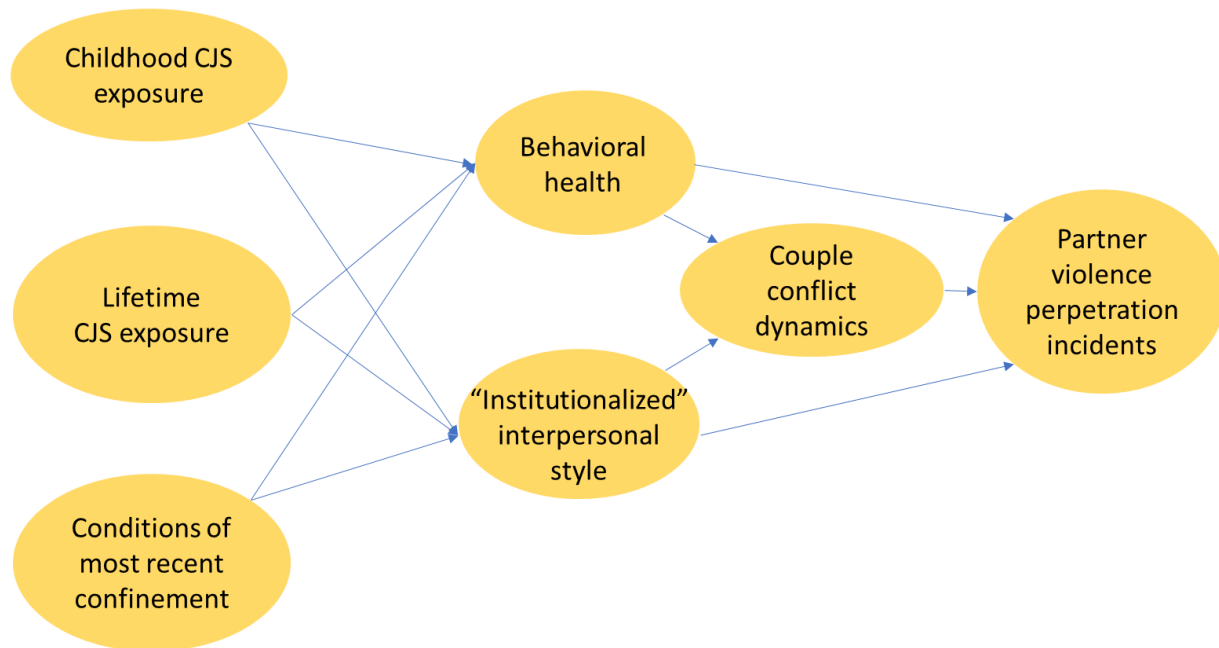 Childhood CJS
exposure
Lifetime
CJS exposure
Conditions of
most recent
confinement
Behavioral
health
“Institutionalized”
interpersonal
style
Couple
conflict
dynamics
Partner
violence
perpetration
incidents